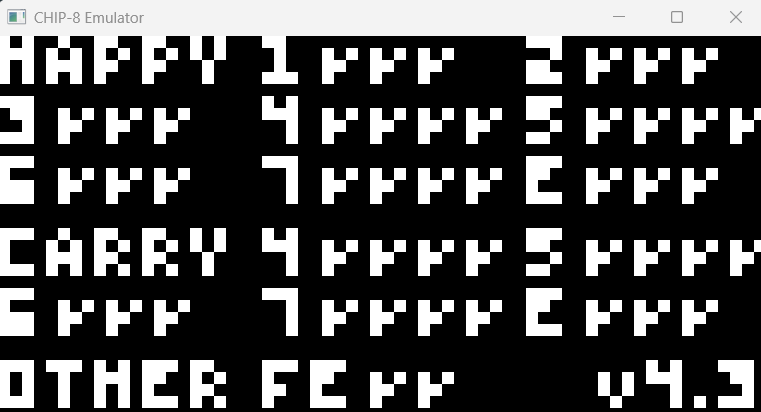 CHIP-8 Emulator
HAPPY 1 ✓✓✓ 2 ✓✓✓
3 ✓✓✓ 4 ✓✓✓✓ 5 ✓✓✓✓
6 ✓✓✓ 7 ✓✓✓✓ E ✓✓✓
CARRY 4 ✓✓✓✓ 5 ✓✓✓✓
6 ✓✓✓ 7 ✓✓✓✓ E ✓✓✓
OTHER FE ✓✓ v4.3